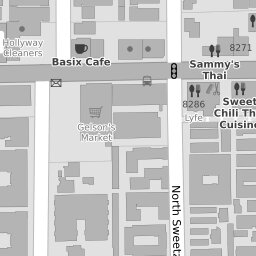 Hollyway
Cleaners
Basix Cafe
8271
Sammy's
Thai
Gelson's
Market
8286
Lyfe
Sweet
Chili Th
Cuisine
North Sweetz